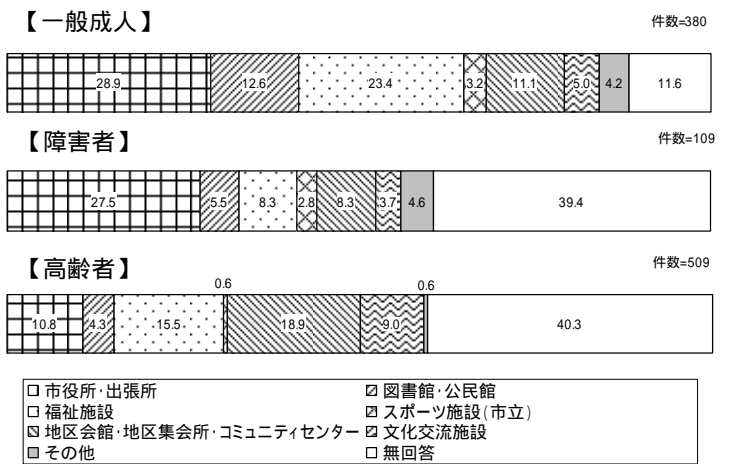 【一般成人】
件数=380
28.9 12.6 23.4 3.2 11.1 5.0 4.2 11.6
【障害者】
件数=109
27.5 5.5 8.3 2.8 8.3 3.7 4.6 39.4
【高齢者】
件数=509
0.6 0.6
10.8 4.3 15.5 18.9 9.0 40.3
市役所・出張所 図書館・公民館
福祉施設 スポーツ施設(市立)
地区会館・地区集会所・コミュニティセンター 文化交流施設
その他 無回答